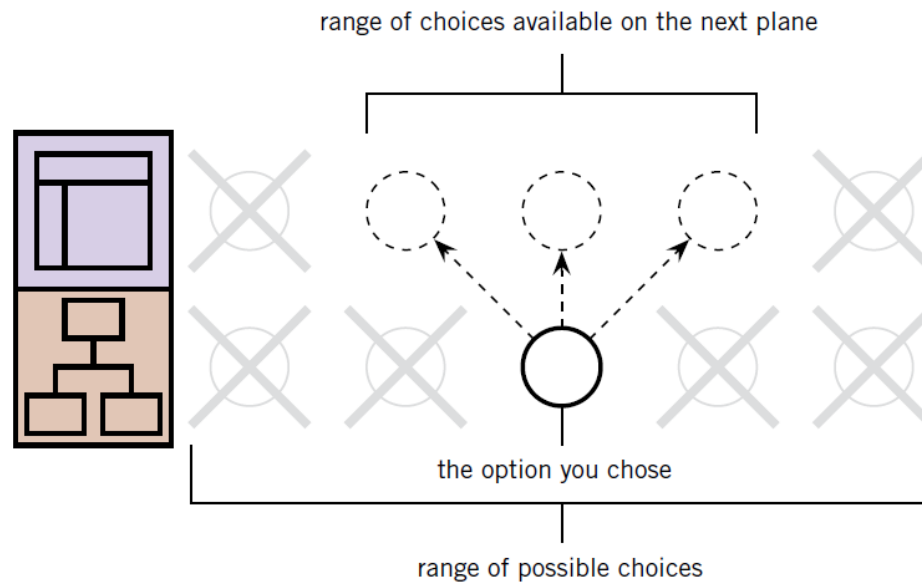 range of choices available on the next plane
the option you chose
range of possible choices